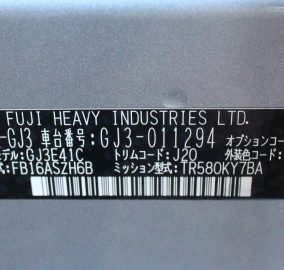 FUJI HEAVY INDUSTRIES LTD.
-GJ3 車台番号: GJ3-011294 オプションコー
デル: GJ3E41C トリムコード: J20 外装色コード
FB16ASZH6B ミッション型式: TR580KY7BA